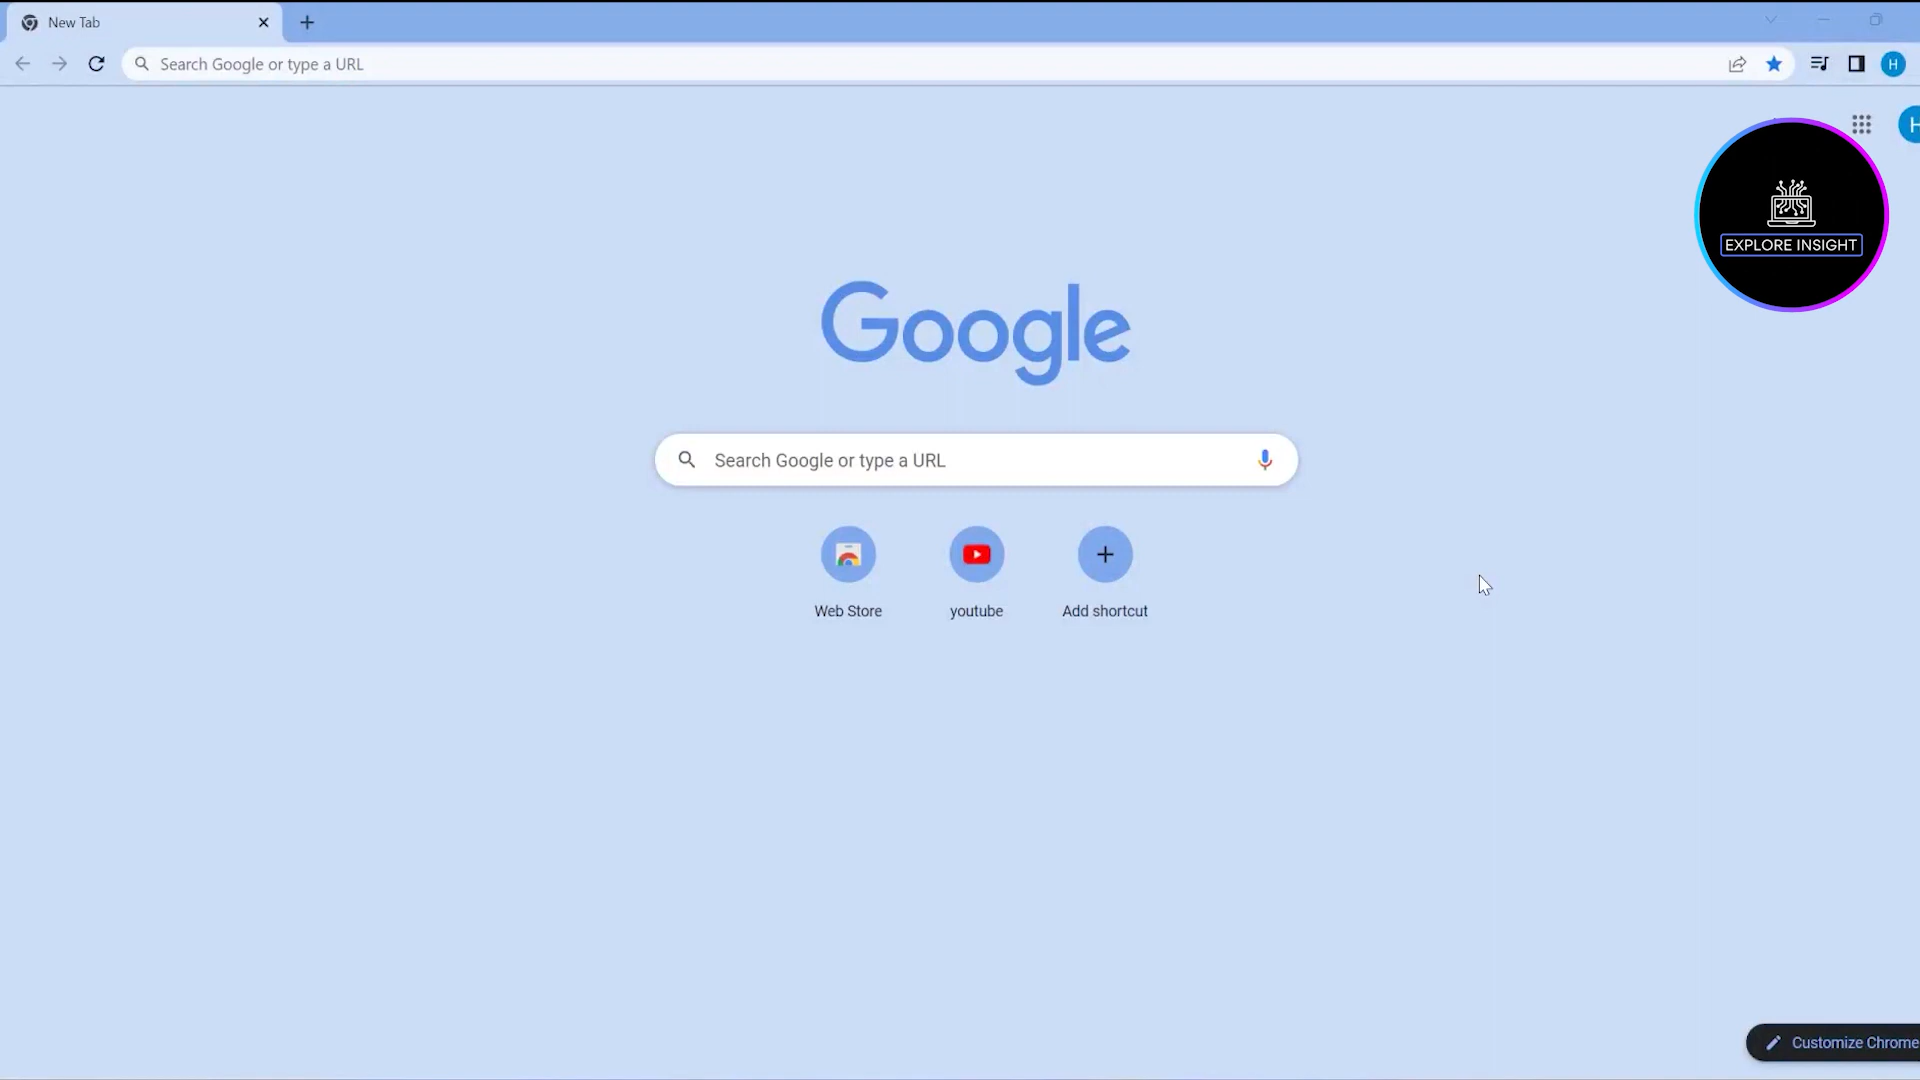 New Tab
Search Google or type a URL
H
H
EXPLORE INSIGHT
Google
Search Google or type a URL
Web Store
youtube
Add shortcut
Customize Chrome